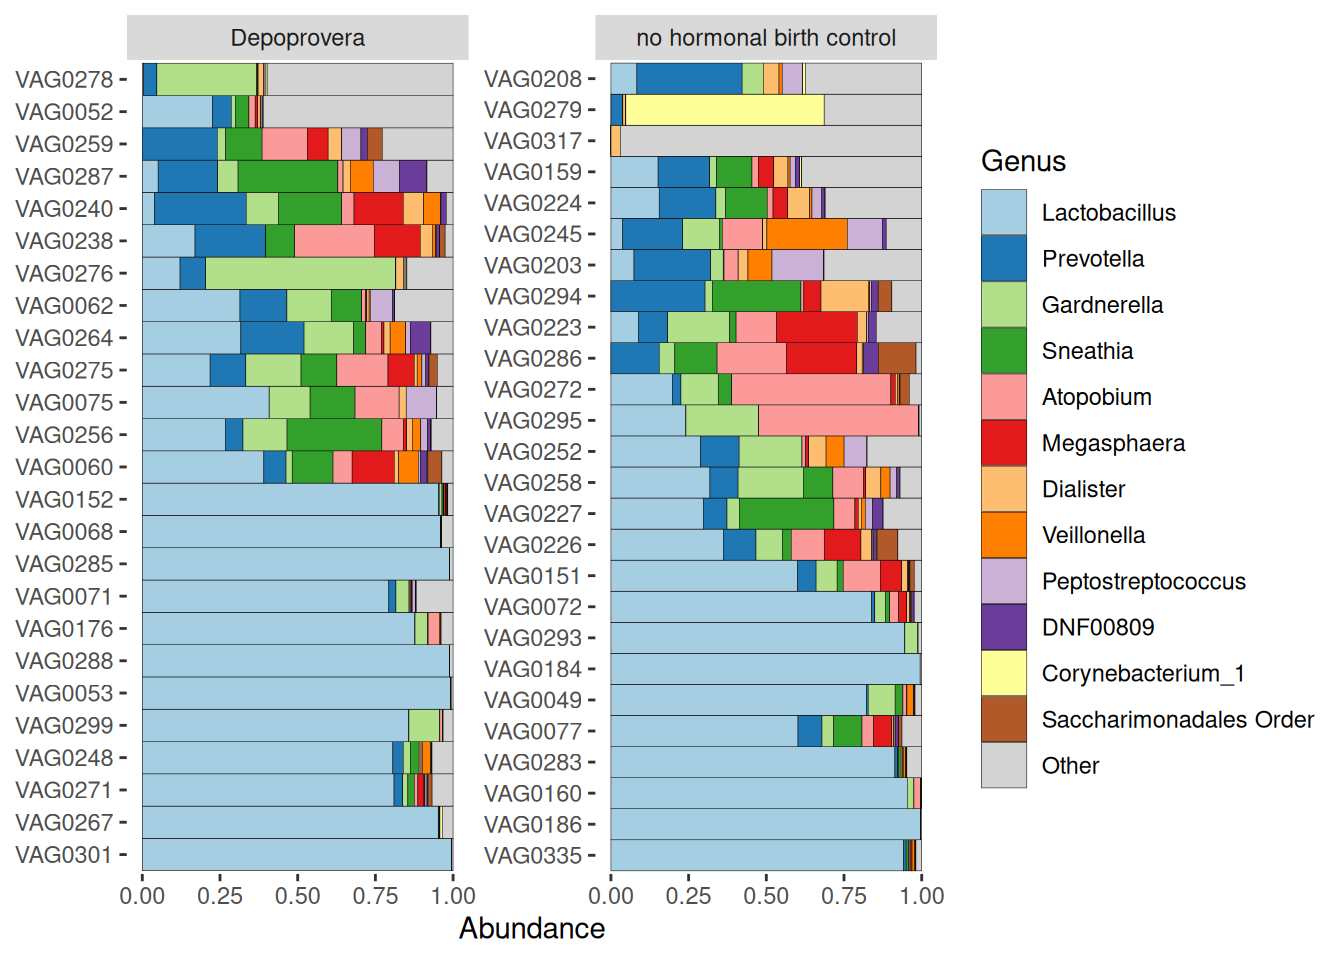 Depoprovera
no hormonal birth control
VAG0278
VAG0052
VAG0259
VAG0287
VAG0240
VAG0238
VAG0276
VAG0062
VAG0264
VAG0275
VAG0075
VAG0256
VAG0060
VAG0152
VAG0068
VAG0285
VAG0071
VAG0176
VAG0288
VAG0053
VAG0299
VAG0248
VAG0271
VAG0267
VAG0301
0.00 0.25 0.50 0.75 1.00
VAG0208
VAG0279
VAG0317
VAG0159
VAG0224
VAG0245
VAG0203
VAG0294
VAG0223
VAG0286
VAG0272
VAG0295
VAG0252
VAG0258
VAG0227
VAG0226
VAG0151
VAG0072
VAG0293
VAG0184
VAG0049
VAG0077
VAG0283
VAG0160
VAG0186
VAG0335
0.00 0.25 0.50 0.75 1.00
Abundance
Genus
Lactobacillus
Prevotella
Gardnerella
Sneathia
Atopobium
Megasphaera
Dialister
Veillonella
Peptostreptococcus
DNF00809
Corynebacterium_1
Saccharimonadales Order
Other